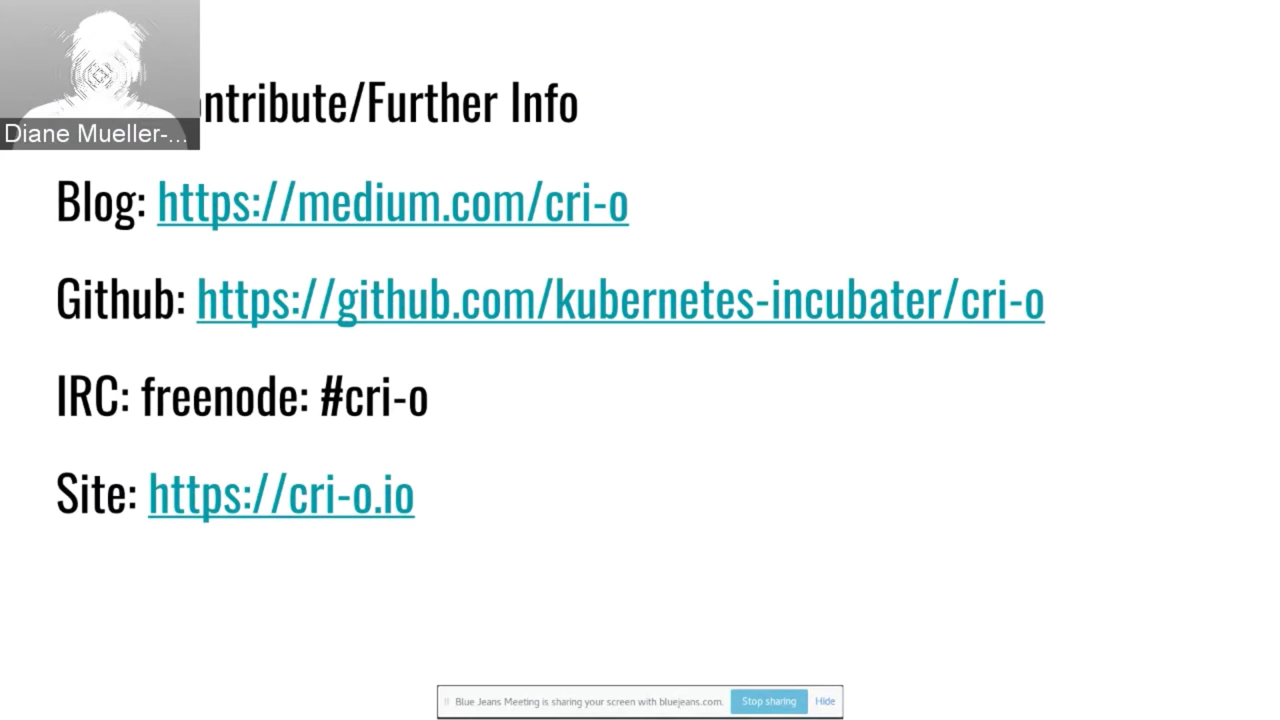 Diane Mueller-...
ontribute/Further Info
Blog: https://medium.com/cri-o
Github: https://github.com/kubernetes-incubater/cri-o
IRC: freenode: #cri-o
Site: https://cri-o.io
Blue Jeans Meeting is sharing your screen with bluejeans.com. Stop sharing Hide